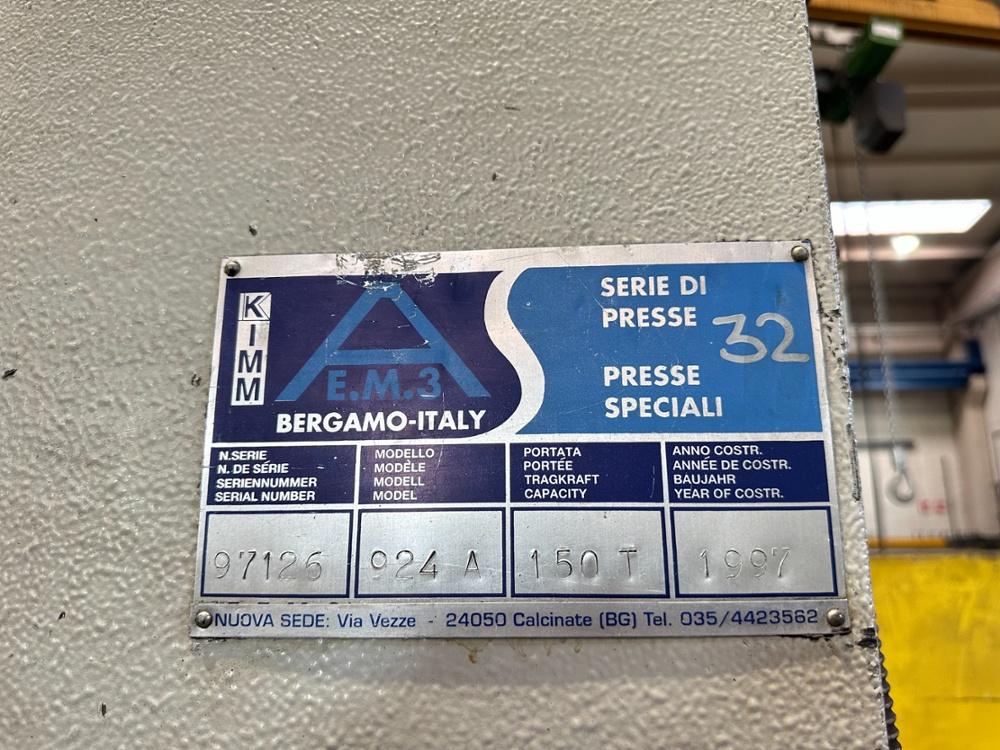 KIMM
A
E.M.3
BERGAMO-ITALY
SERIE DI
PRESSE
32
PRESSE
SPECIALI
N.SERIE
N. DE SÉRIE
SERIENNUMMER
SERIAL NUMBER
MODELLO
MODÈLE
MODELL
MODEL
PORTATA
PORTÉE
TRAGKRAFT
CAPACITY
ANNO COSTR.
ANNÉE DE COSTR.
BAUJAHR
YEAR OF COSTR.
97126
924 A
150 T
1997
NUOVA SEDE: Via Vezze - 24050 Calcinate (BG) Tel. 035/4423562